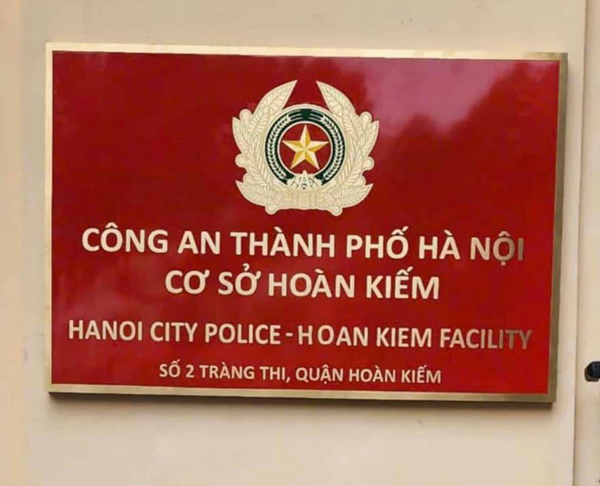 CÔNG AN THÀNH PHỐ HÀ NỘI
CƠ SỞ HOÀN KIẾM
HANOI CITY POLICE - HOAN KIEM FACILITY
SỐ 2 TRÀNG THI, QUẬN HOÀN KIẾM